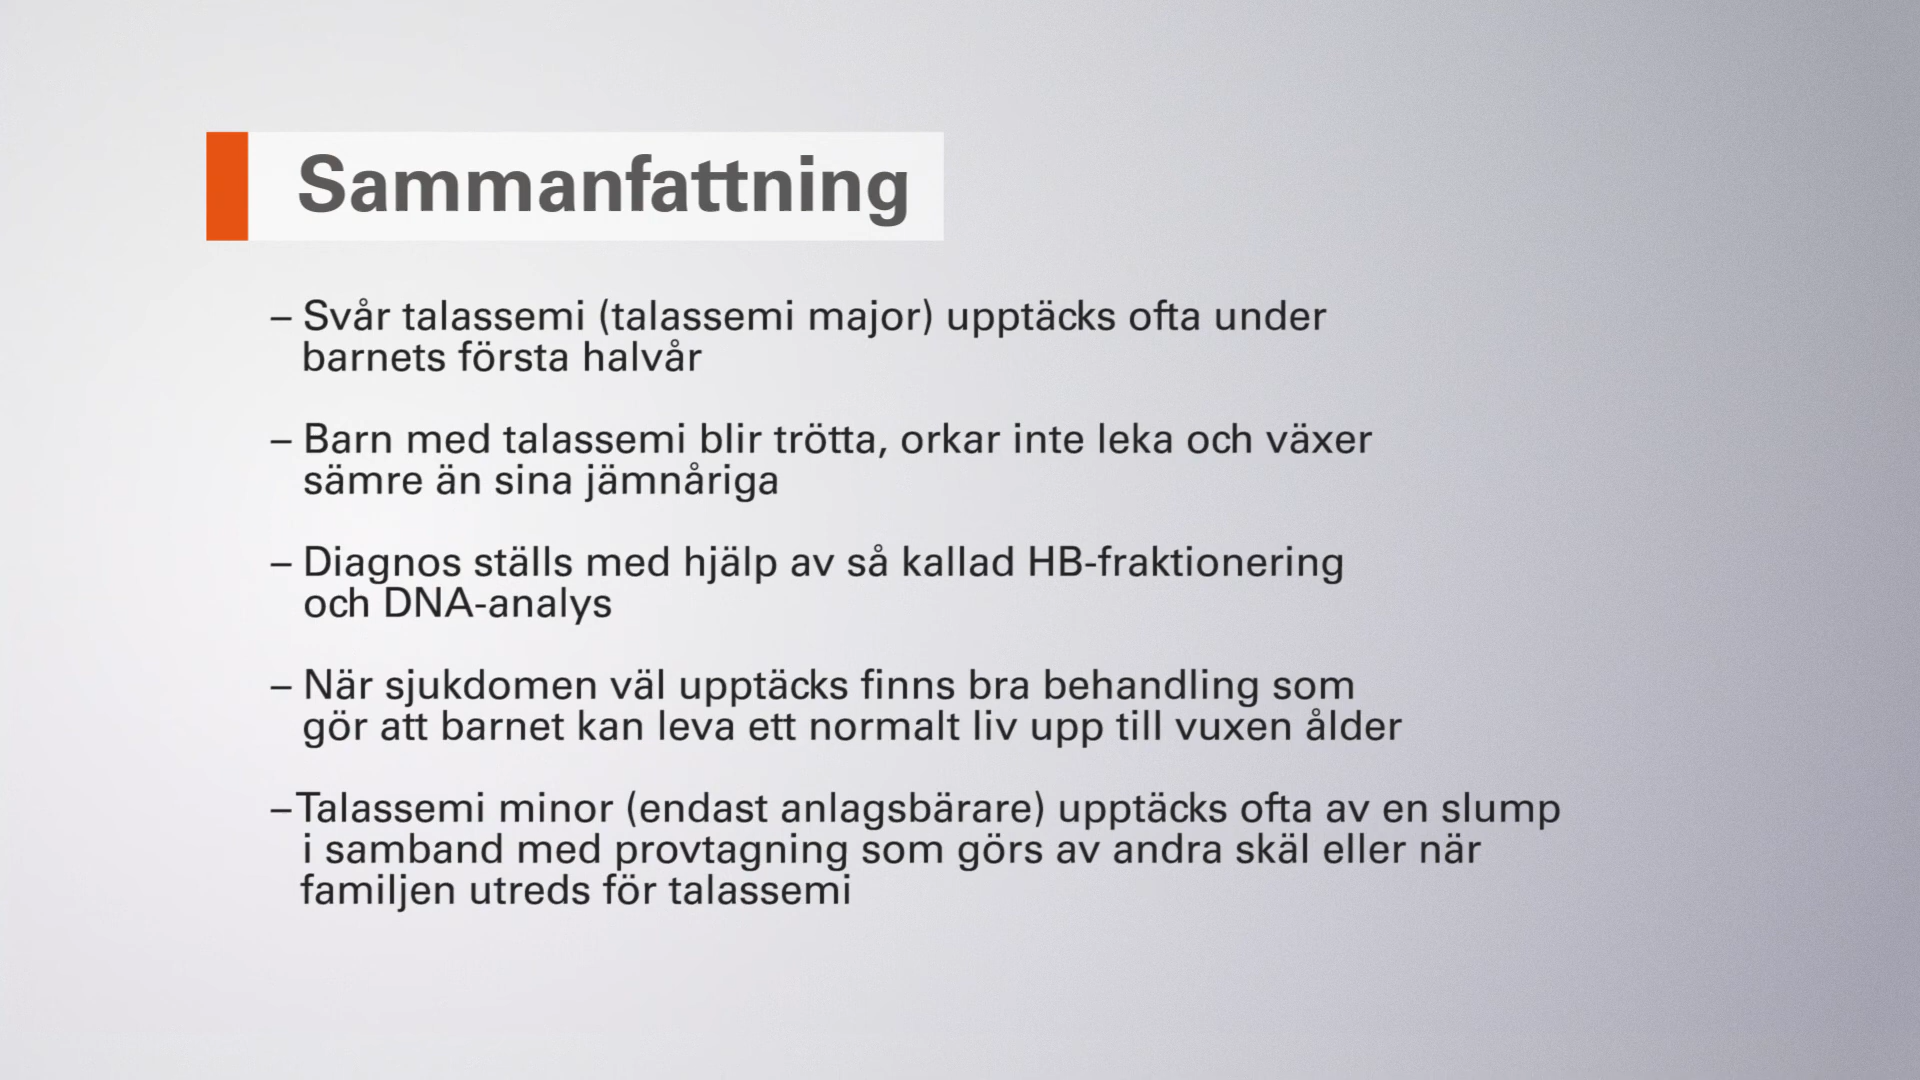 Sammanfattning
– Svår talassemi (talassemi major) upptäcks ofta under
barnets första halvår
– Barn med talassemi blir trötta, orkar inte leka och växer
sämre än sina jämnåriga
– Diagnos ställs med hjälp av så kallad HB-fraktionering
och DNA-analys
– När sjukdomen väl upptäcks finns bra behandling som
gör att barnet kan leva ett normalt liv upp till vuxen ålder
–Talassemi minor (endast anlagsbärare) upptäcks ofta av en slump
i samband med provtagning som görs av andra skäl eller när
familjen utreds för talassemi